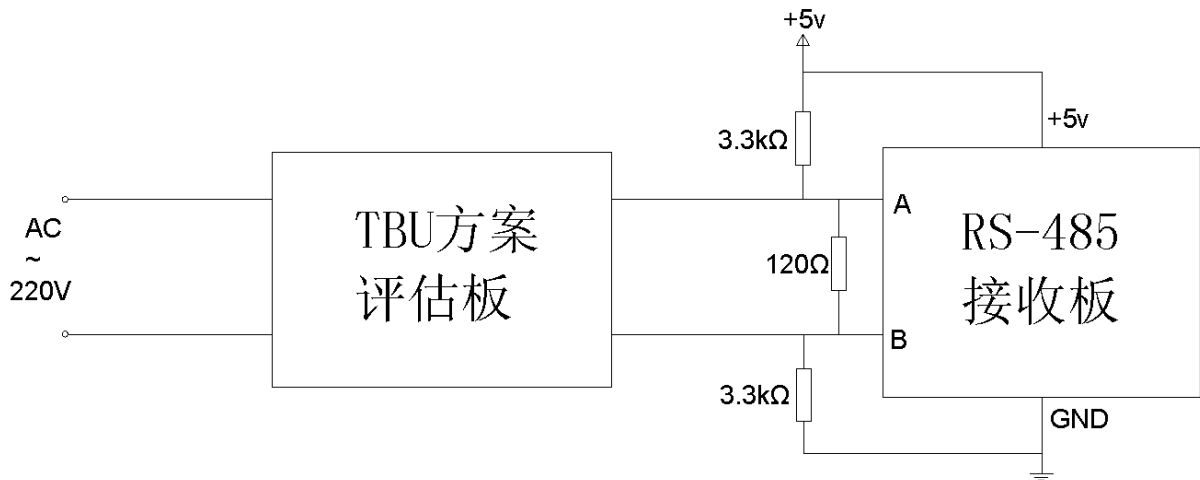 +5v
+5v
3.3kΩ
AC
~
220V
TBU方案
评估板
A
120Ω
B
RS-485
接收板
3.3kΩ
GND